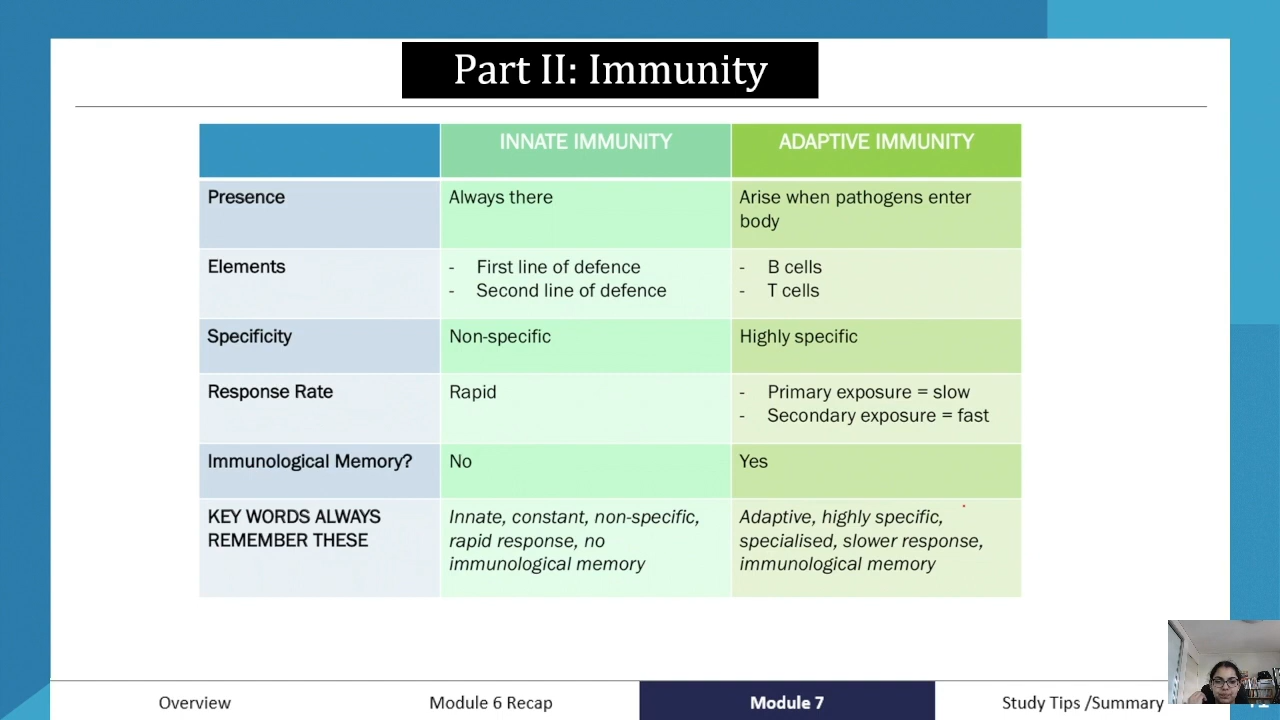 Part II: Immunity
INNATE IMMUNITY
ADAPTIVE IMMUNITY
Presence
Always there
Arise when pathogens enter
body
Elements
- First line of defence
- Second line of defence
- B cells
- T cells
Specificity
Non-specific
Highly specific
Response Rate
Rapid
- Primary exposure = slow
- Secondary exposure = fast
Immunological Memory?
No
Yes
KEY WORDS ALWAYS
REMEMBER THESE
Innate, constant, non-specific,
rapid response, no
immunological memory
Adaptive, highly specific,
specialised, slower response,
immunological memory
Overview
Module 6 Recap
Module 7
Study Tips /Summary